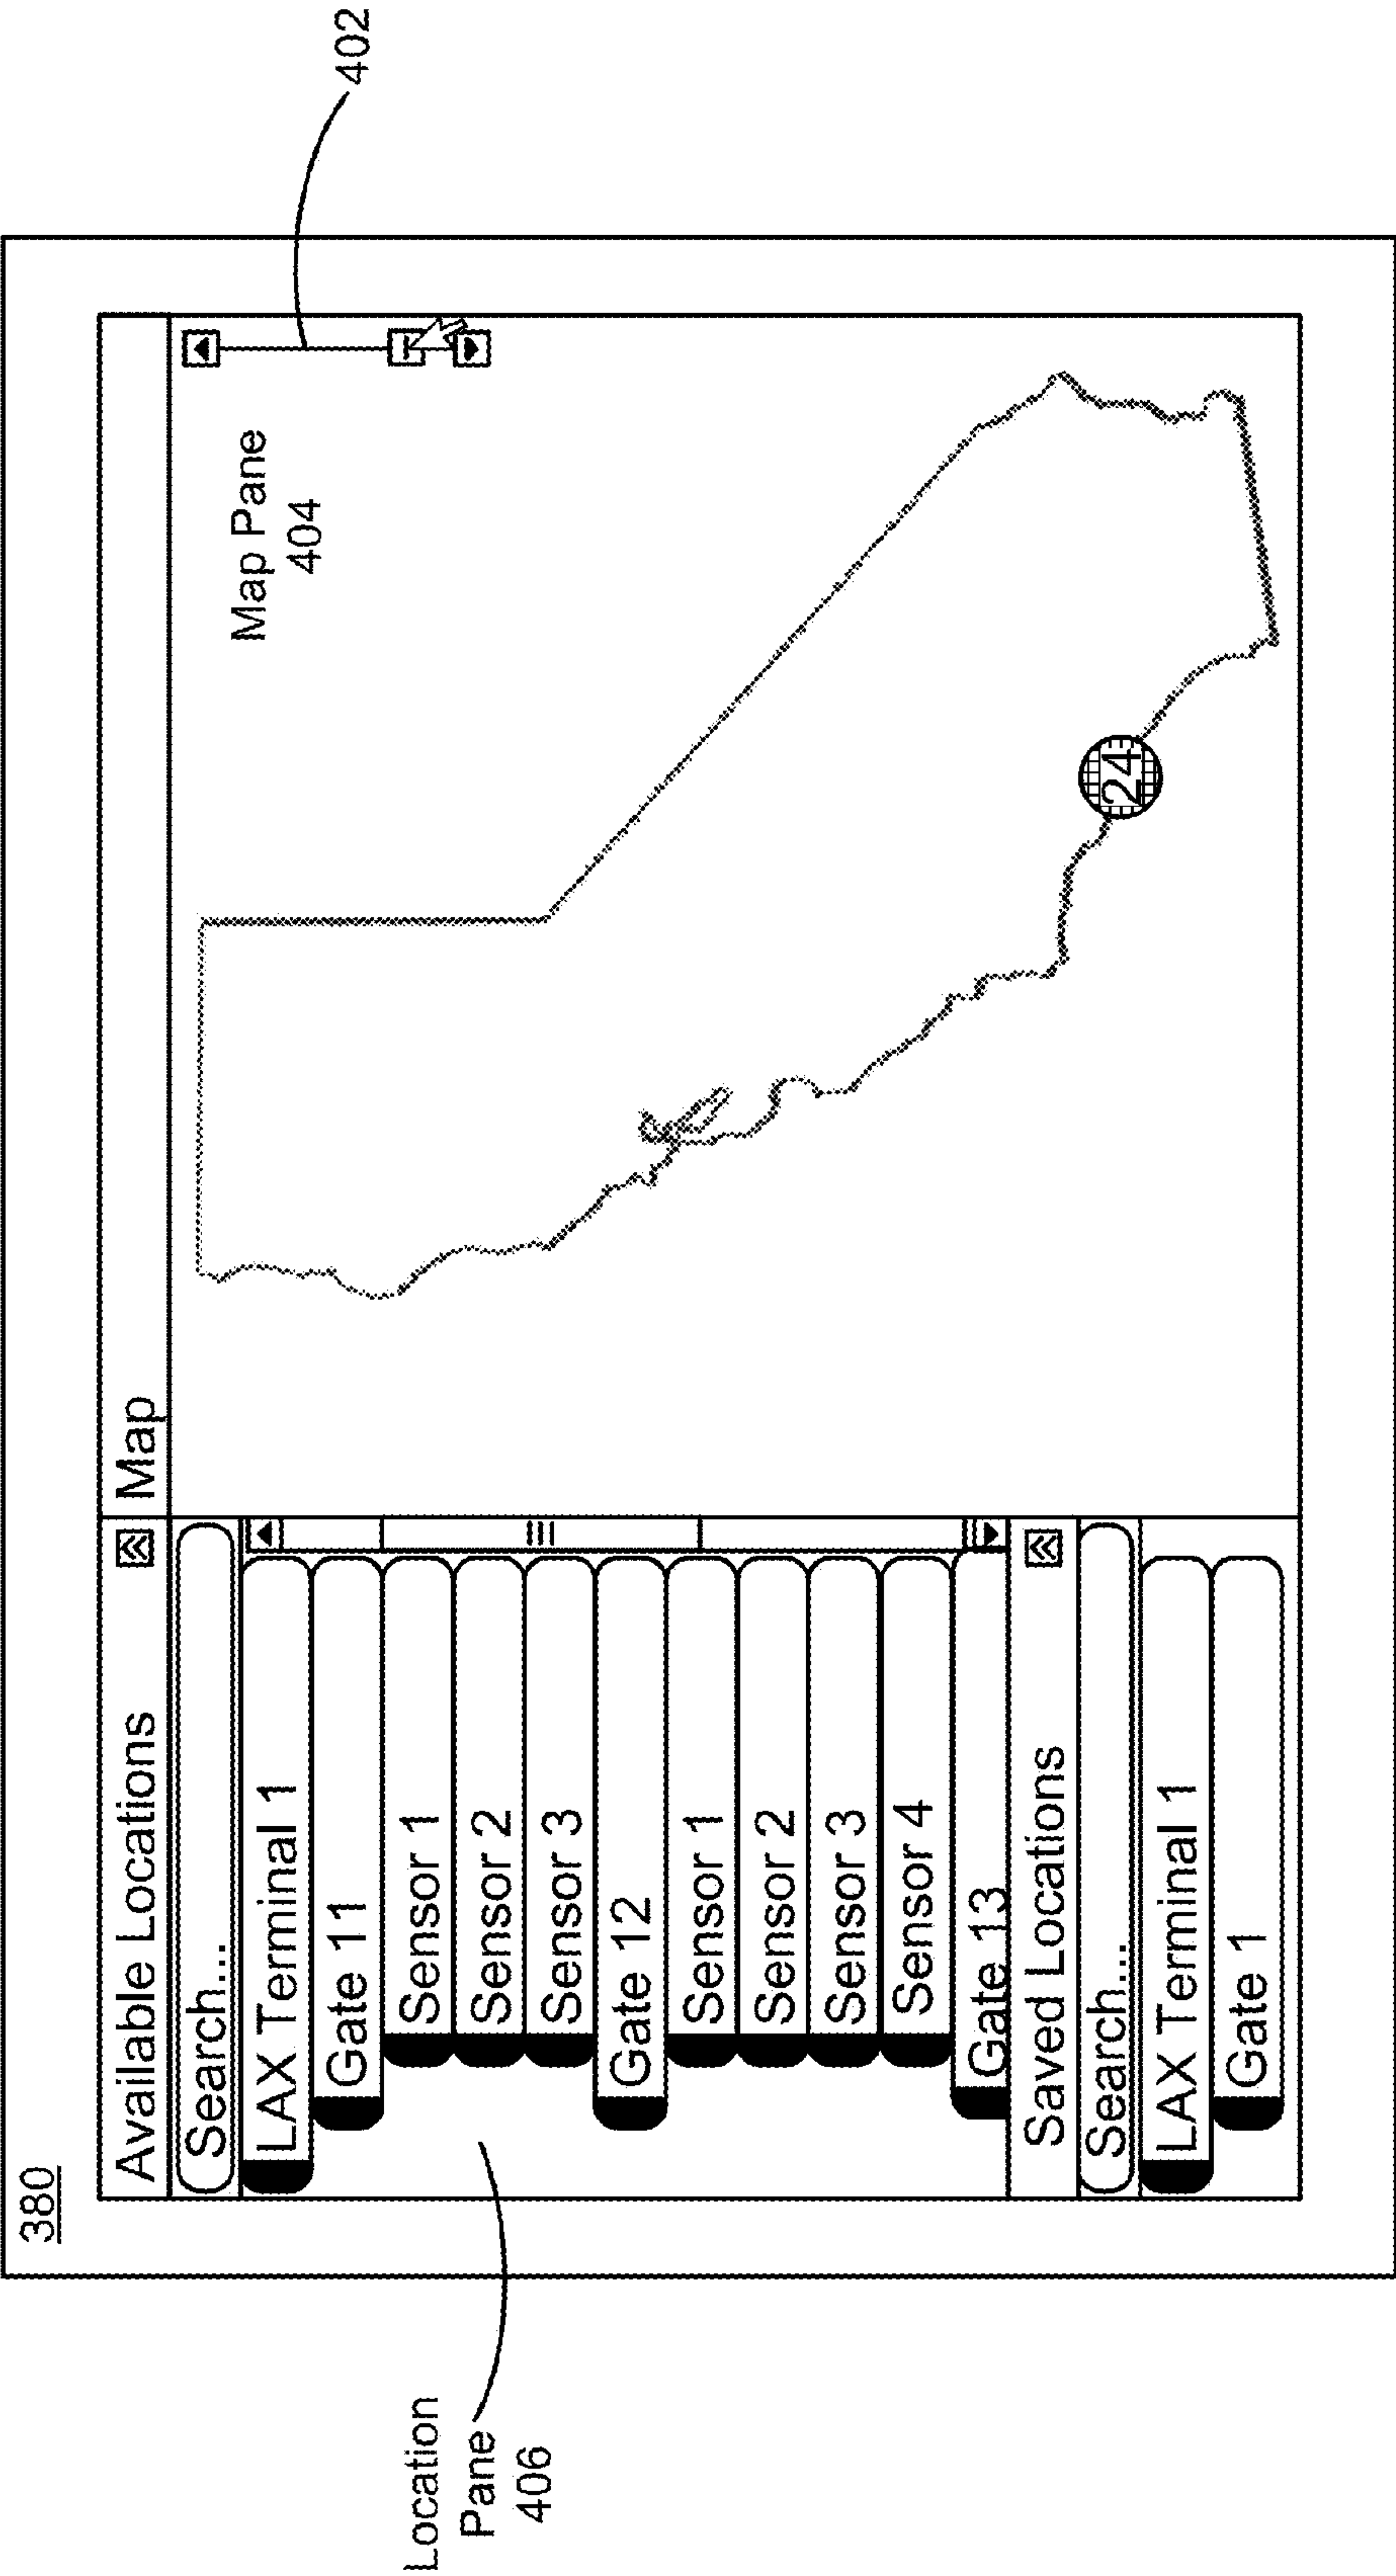 380
402
Available Locations
Map
Search...
LAX Terminal 1
Gate 11
Sensor 1
Sensor 2
Sensor 3
Gate 12
Sensor 1
Sensor 2
Sensor 3
Sensor 4
Gate 13
Saved Locations
Search...
LAX Terminal 1
Gate 1
Map Pane
404
24
Location
Pane
406